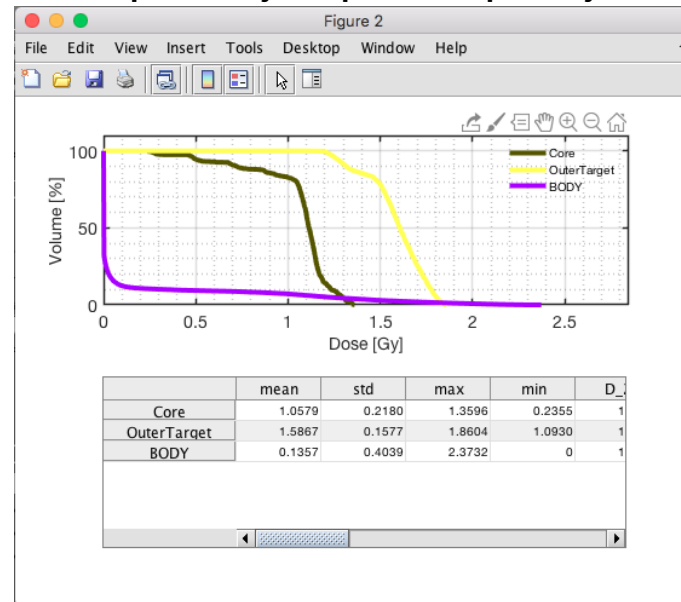 Figure 2
File Edit View Insert Tools Desktop Window Help
100
50
0
Volume [%]
Core
OuterTarget
BODY
0 0.5 1 1.5 2 2.5
Dose [Gy]
mean std max min
Core 1.0579 0.2180 1.3596 0.2355 1
OuterTarget 1.5867 0.1577 1.8604 1.0930 1
BODY 0.1357 0.4039 2.3732 0 1